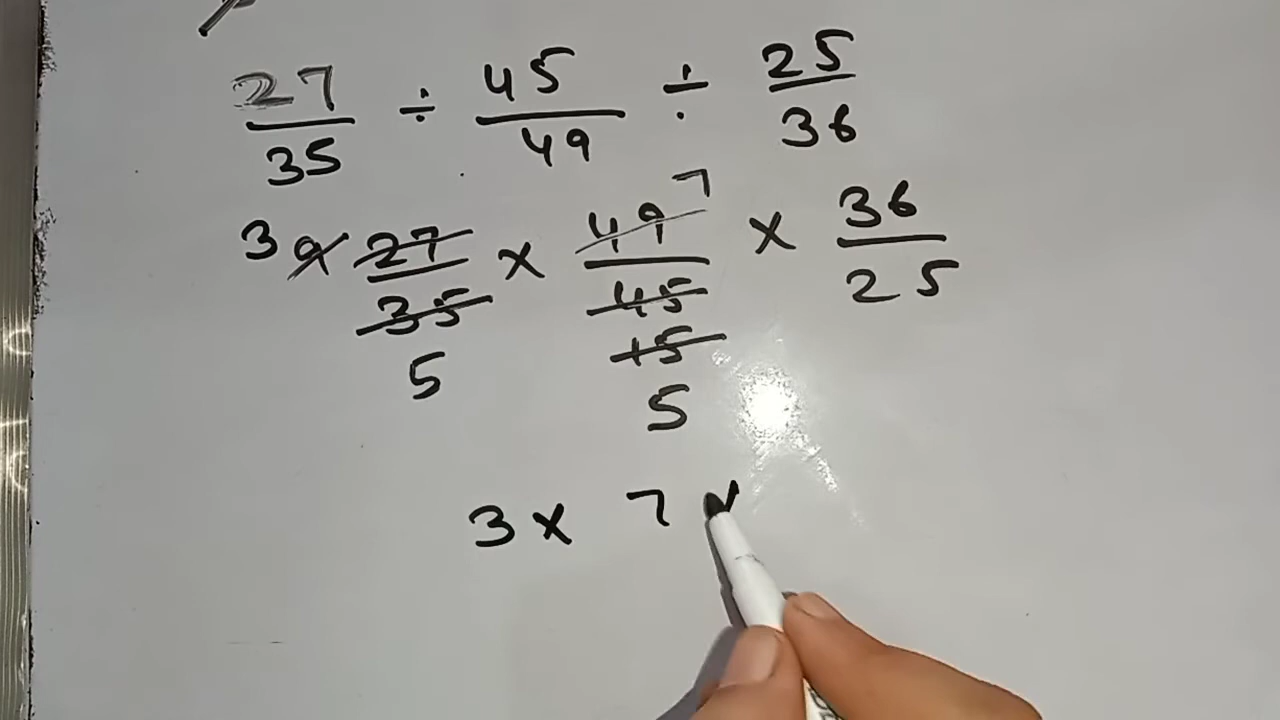 27/35 ÷ 45/49 ÷ 25/36
3 9 27/35 × 49/45 7 × 36/25
15
5 5
3 × 7 ×